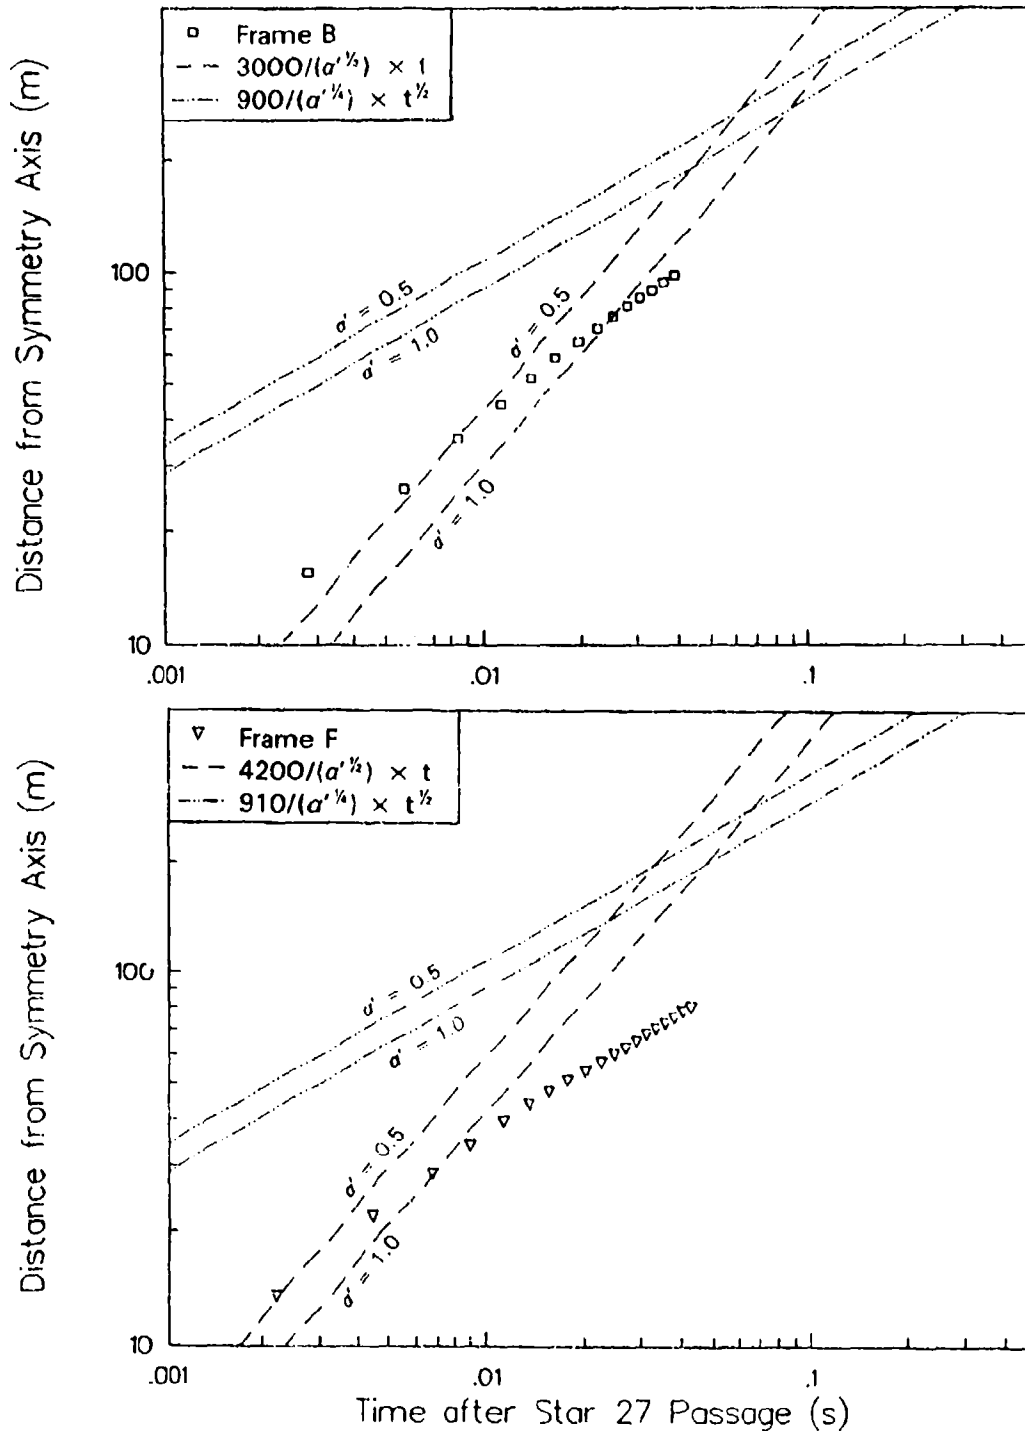 Distance from Symmetry Axis (m)
Frame B
3000/(a′^⅓) × t
900/(a′^¼) × t^½
100
10
a′ = 0.5
a′ = 1.0
a′ = 0.5
a′ = 1.0
.001
.01
.1
Distance from Symmetry Axis (m)
Frame F
4200/(a′^½) × t
910/(a′^¼) × t^½
100
10
a′ = 0.5
a′ = 1.0
a′ = 0.5
a′ = 1.0
.001
.01
.1
Time after Star 27 Passage (s)